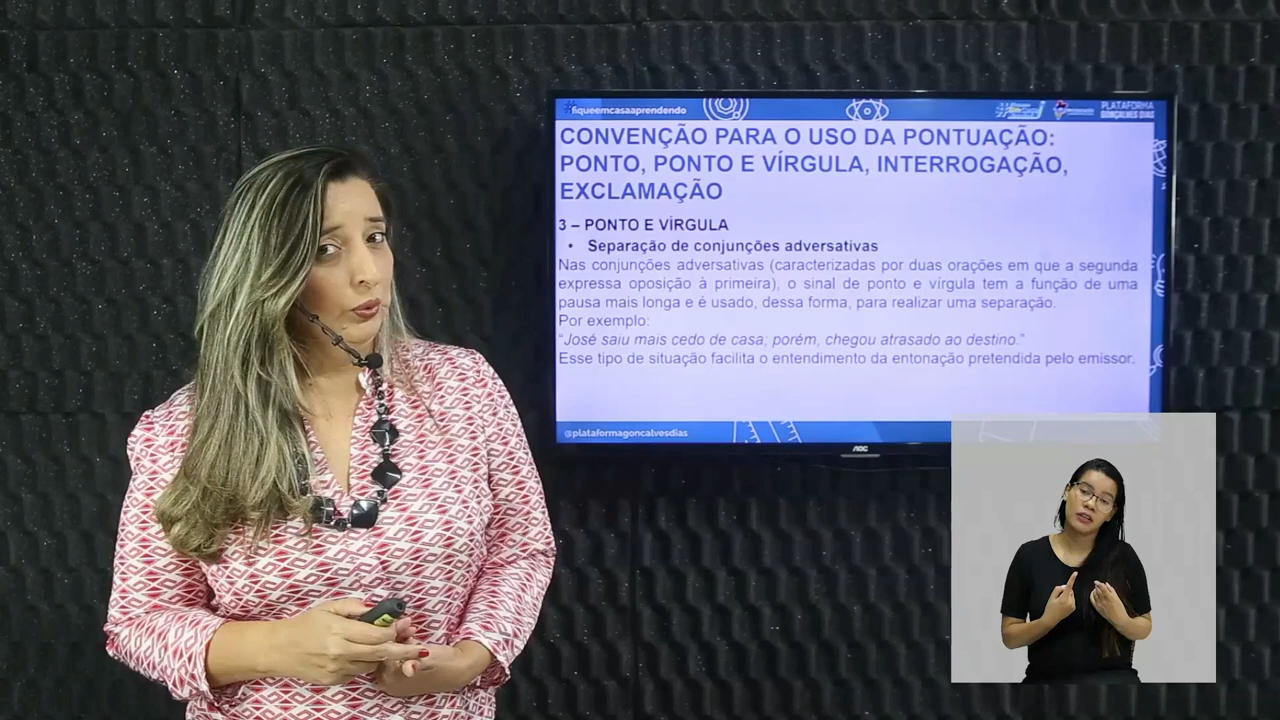 #fiqueemcasaaprendendo
PLATAFORMA
GONÇALVES DIAS
CONVENÇÃO PARA O USO DA PONTUAÇÃO:
PONTO, PONTO E VÍRGULA, INTERROGAÇÃO,
EXCLAMAÇÃO
3 – PONTO E VÍRGULA
• Separação de conjunções adversativas
Nas conjunções adversativas (caracterizadas por duas orações em que a segunda
expressa oposição à primeira), o sinal de ponto e vírgula tem a função de uma
pausa mais longa e é usado, dessa forma, para realizar uma separação.
Por exemplo:
“José saiu mais cedo de casa; porém, chegou atrasado ao destino.”
Esse tipo de situação facilita o entendimento da entonação pretendida pelo emissor.
@plataformagoncalvesdias
AOC